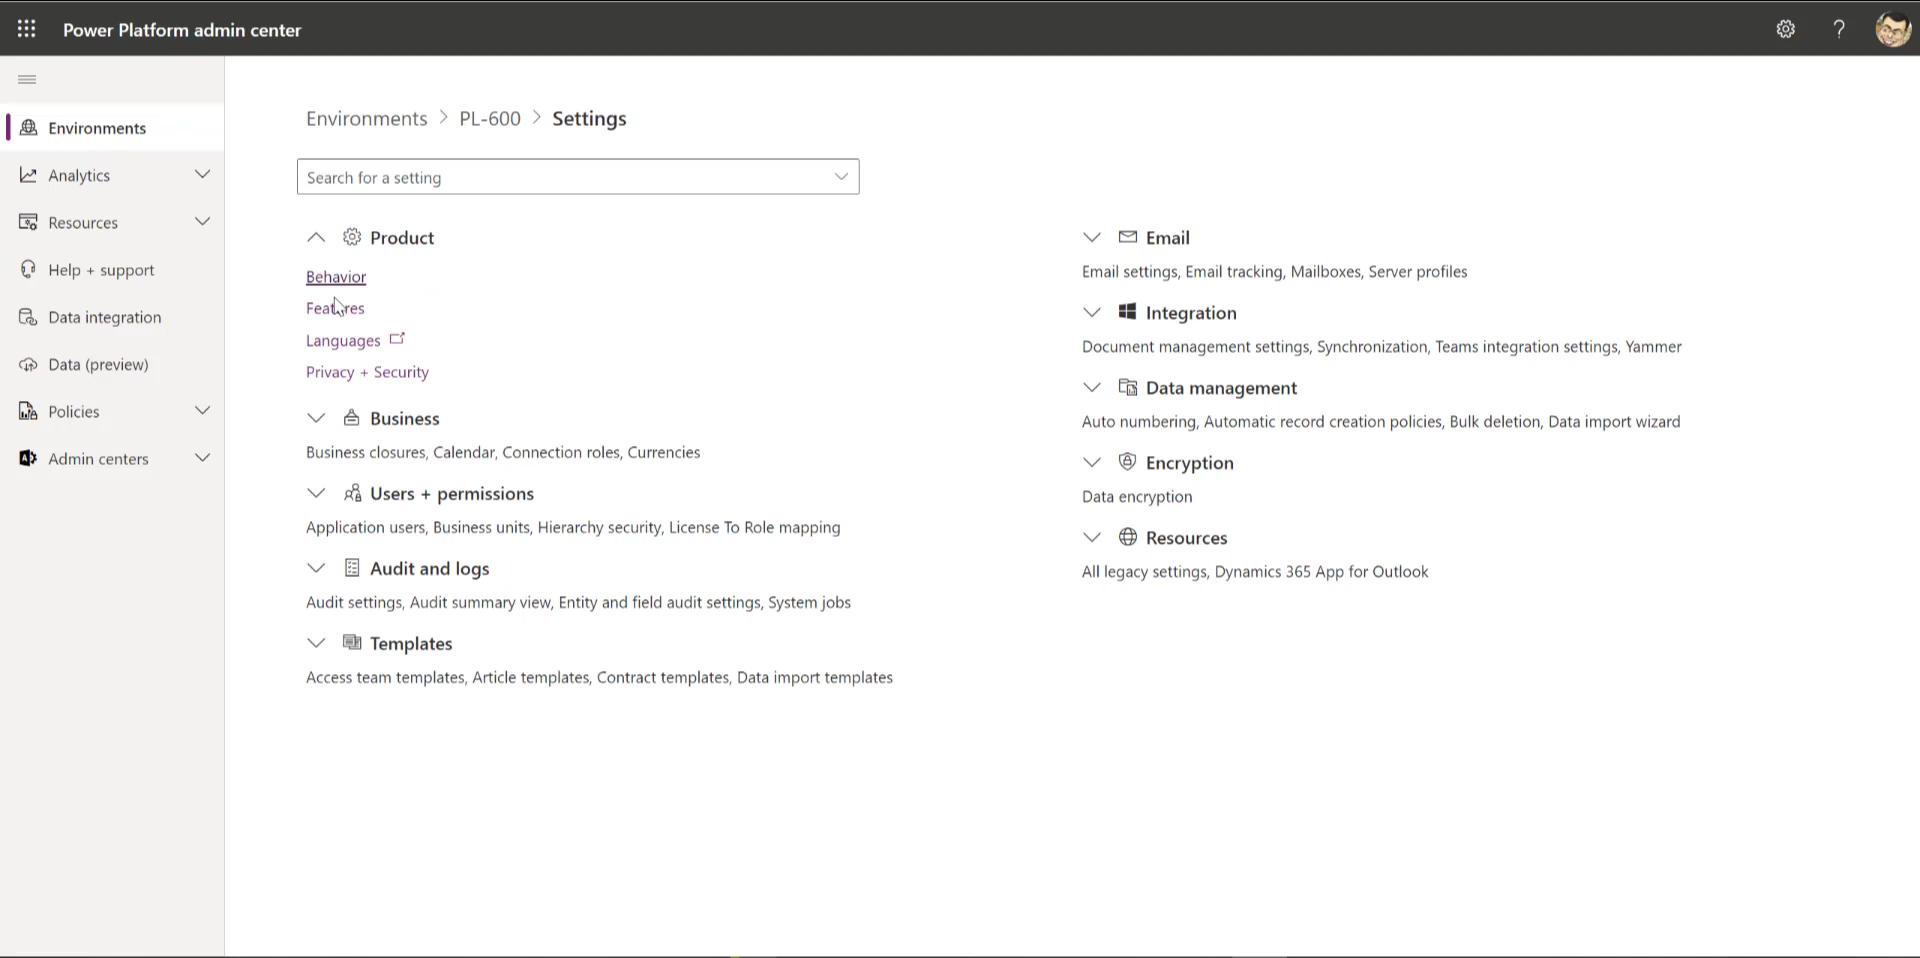 Power Platform admin center
?
Environments
Analytics
Resources
Help + support
Data integration
Data (preview)
Policies
Admin centers
Environments > PL-600 > Settings
Search for a setting
Product
Behavior
Features
Languages
Privacy + Security
Business
Business closures, Calendar, Connection roles, Currencies
Users + permissions
Application users, Business units, Hierarchy security, License To Role mapping
Audit and logs
Audit settings, Audit summary view, Entity and field audit settings, System jobs
Templates
Access team templates, Article templates, Contract templates, Data import templates
Email
Email settings, Email tracking, Mailboxes, Server profiles
Integration
Document management settings, Synchronization, Teams integration settings, Yammer
Data management
Auto numbering, Automatic record creation policies, Bulk deletion, Data import wizard
Encryption
Data encryption
Resources
All legacy settings, Dynamics 365 App for Outlook